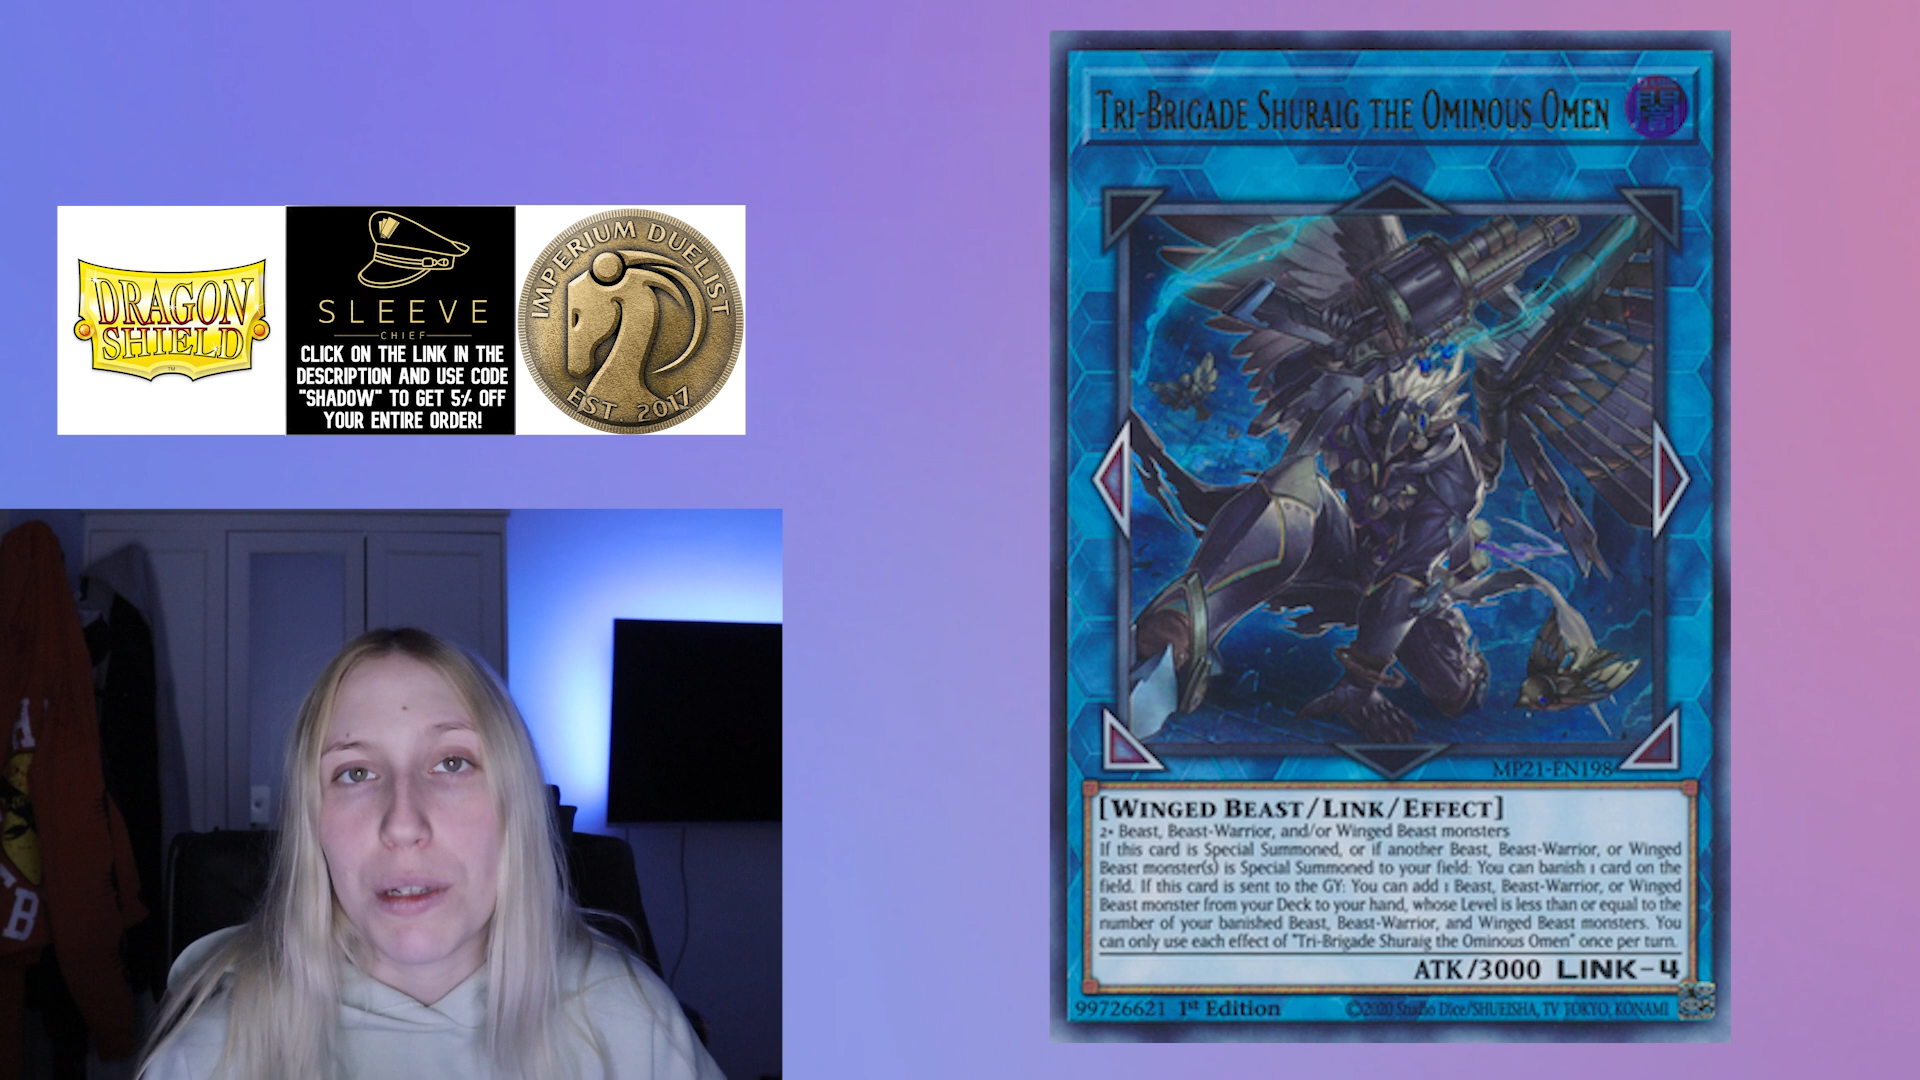 DRAGON
SHIELD
TM
SLEEVE
CHIEF
CLICK ON THE LINK IN THE
DESCRIPTION AND USE CODE
"SHADOW" TO GET 5% OFF
YOUR ENTIRE ORDER!
IMPERIUM DUELIST
EST. 2017
B
TRI-BRIGADE SHURAIG THE OMINOUS OMEN
闇
MP21-EN198
[WINGED BEAST/LINK/EFFECT]
2+ Beast, Beast-Warrior, and/or Winged Beast monsters
If this card is Special Summoned, or if another Beast, Beast-Warrior, or Winged
Beast monster(s) is Special Summoned to your field: You can banish 1 card on the
field. If this card is sent to the GY: You can add 1 Beast, Beast-Warrior, or Winged
Beast monster from your Deck to your hand, whose Level is less than or equal to the
number of your banished Beast, Beast-Warrior, and Winged Beast monsters. You
can only use each effect of "Tri-Brigade Shuraig the Ominous Omen" once per turn.
ATK/3000 LINK-4
99726621 1st Edition
©2020 Studio Dice/SHUEISHA, TV TOKYO, KONAMI